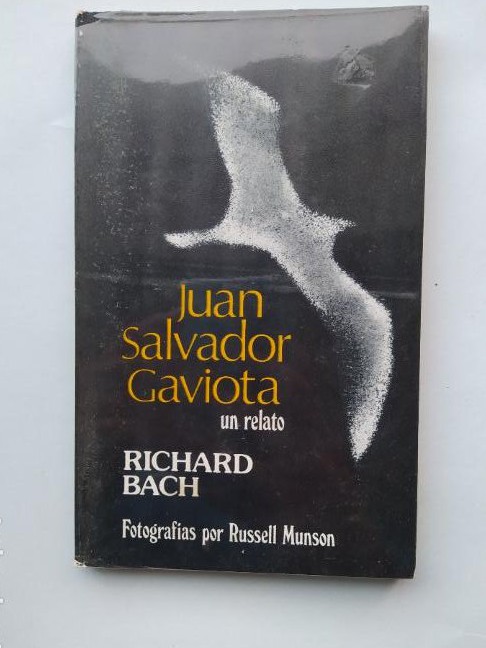 Juan
Salvador
Gaviota
un relato
RICHARD
BACH
Fotografías por Russell Munson